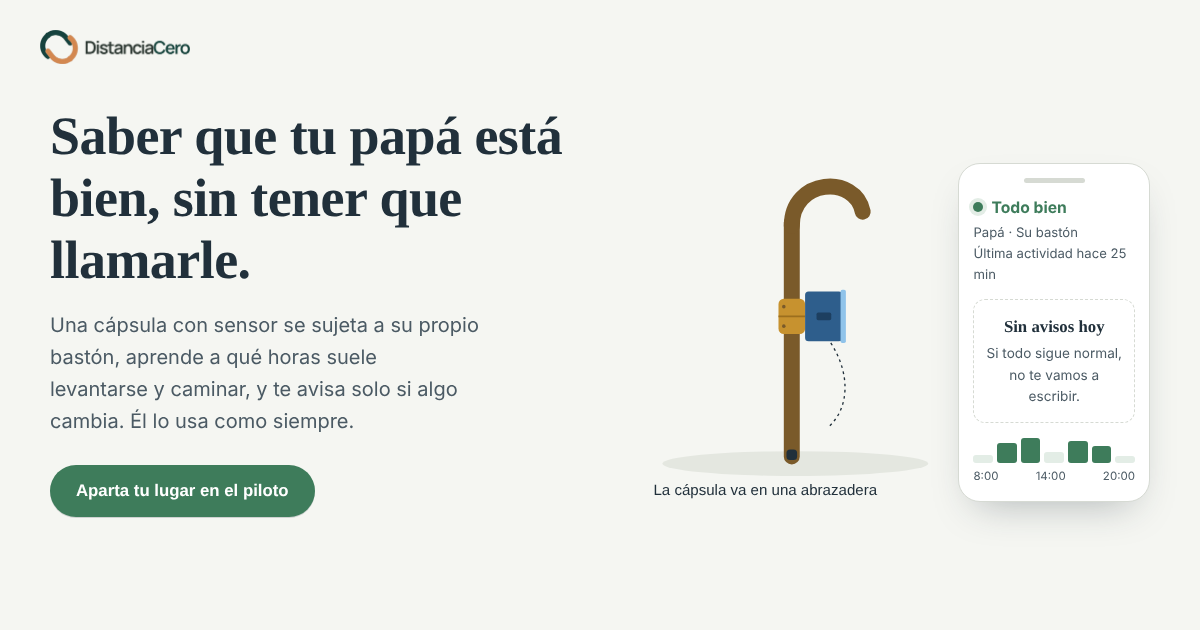 DistanciaCero
Saber que tu papá está
bien, sin tener que
llamarle.
Una cápsula con sensor se sujeta a su propio
bastón, aprende a qué horas suele
levantarse y caminar, y te avisa solo si algo
cambia. Él lo usa como siempre.
Aparta tu lugar en el piloto
La cápsula va en una abrazadera
Todo bien
Papá · Su bastón
Última actividad hace 25
min
Sin avisos hoy
Si todo sigue normal,
no te vamos a
escribir.
8:00 14:00 20:00